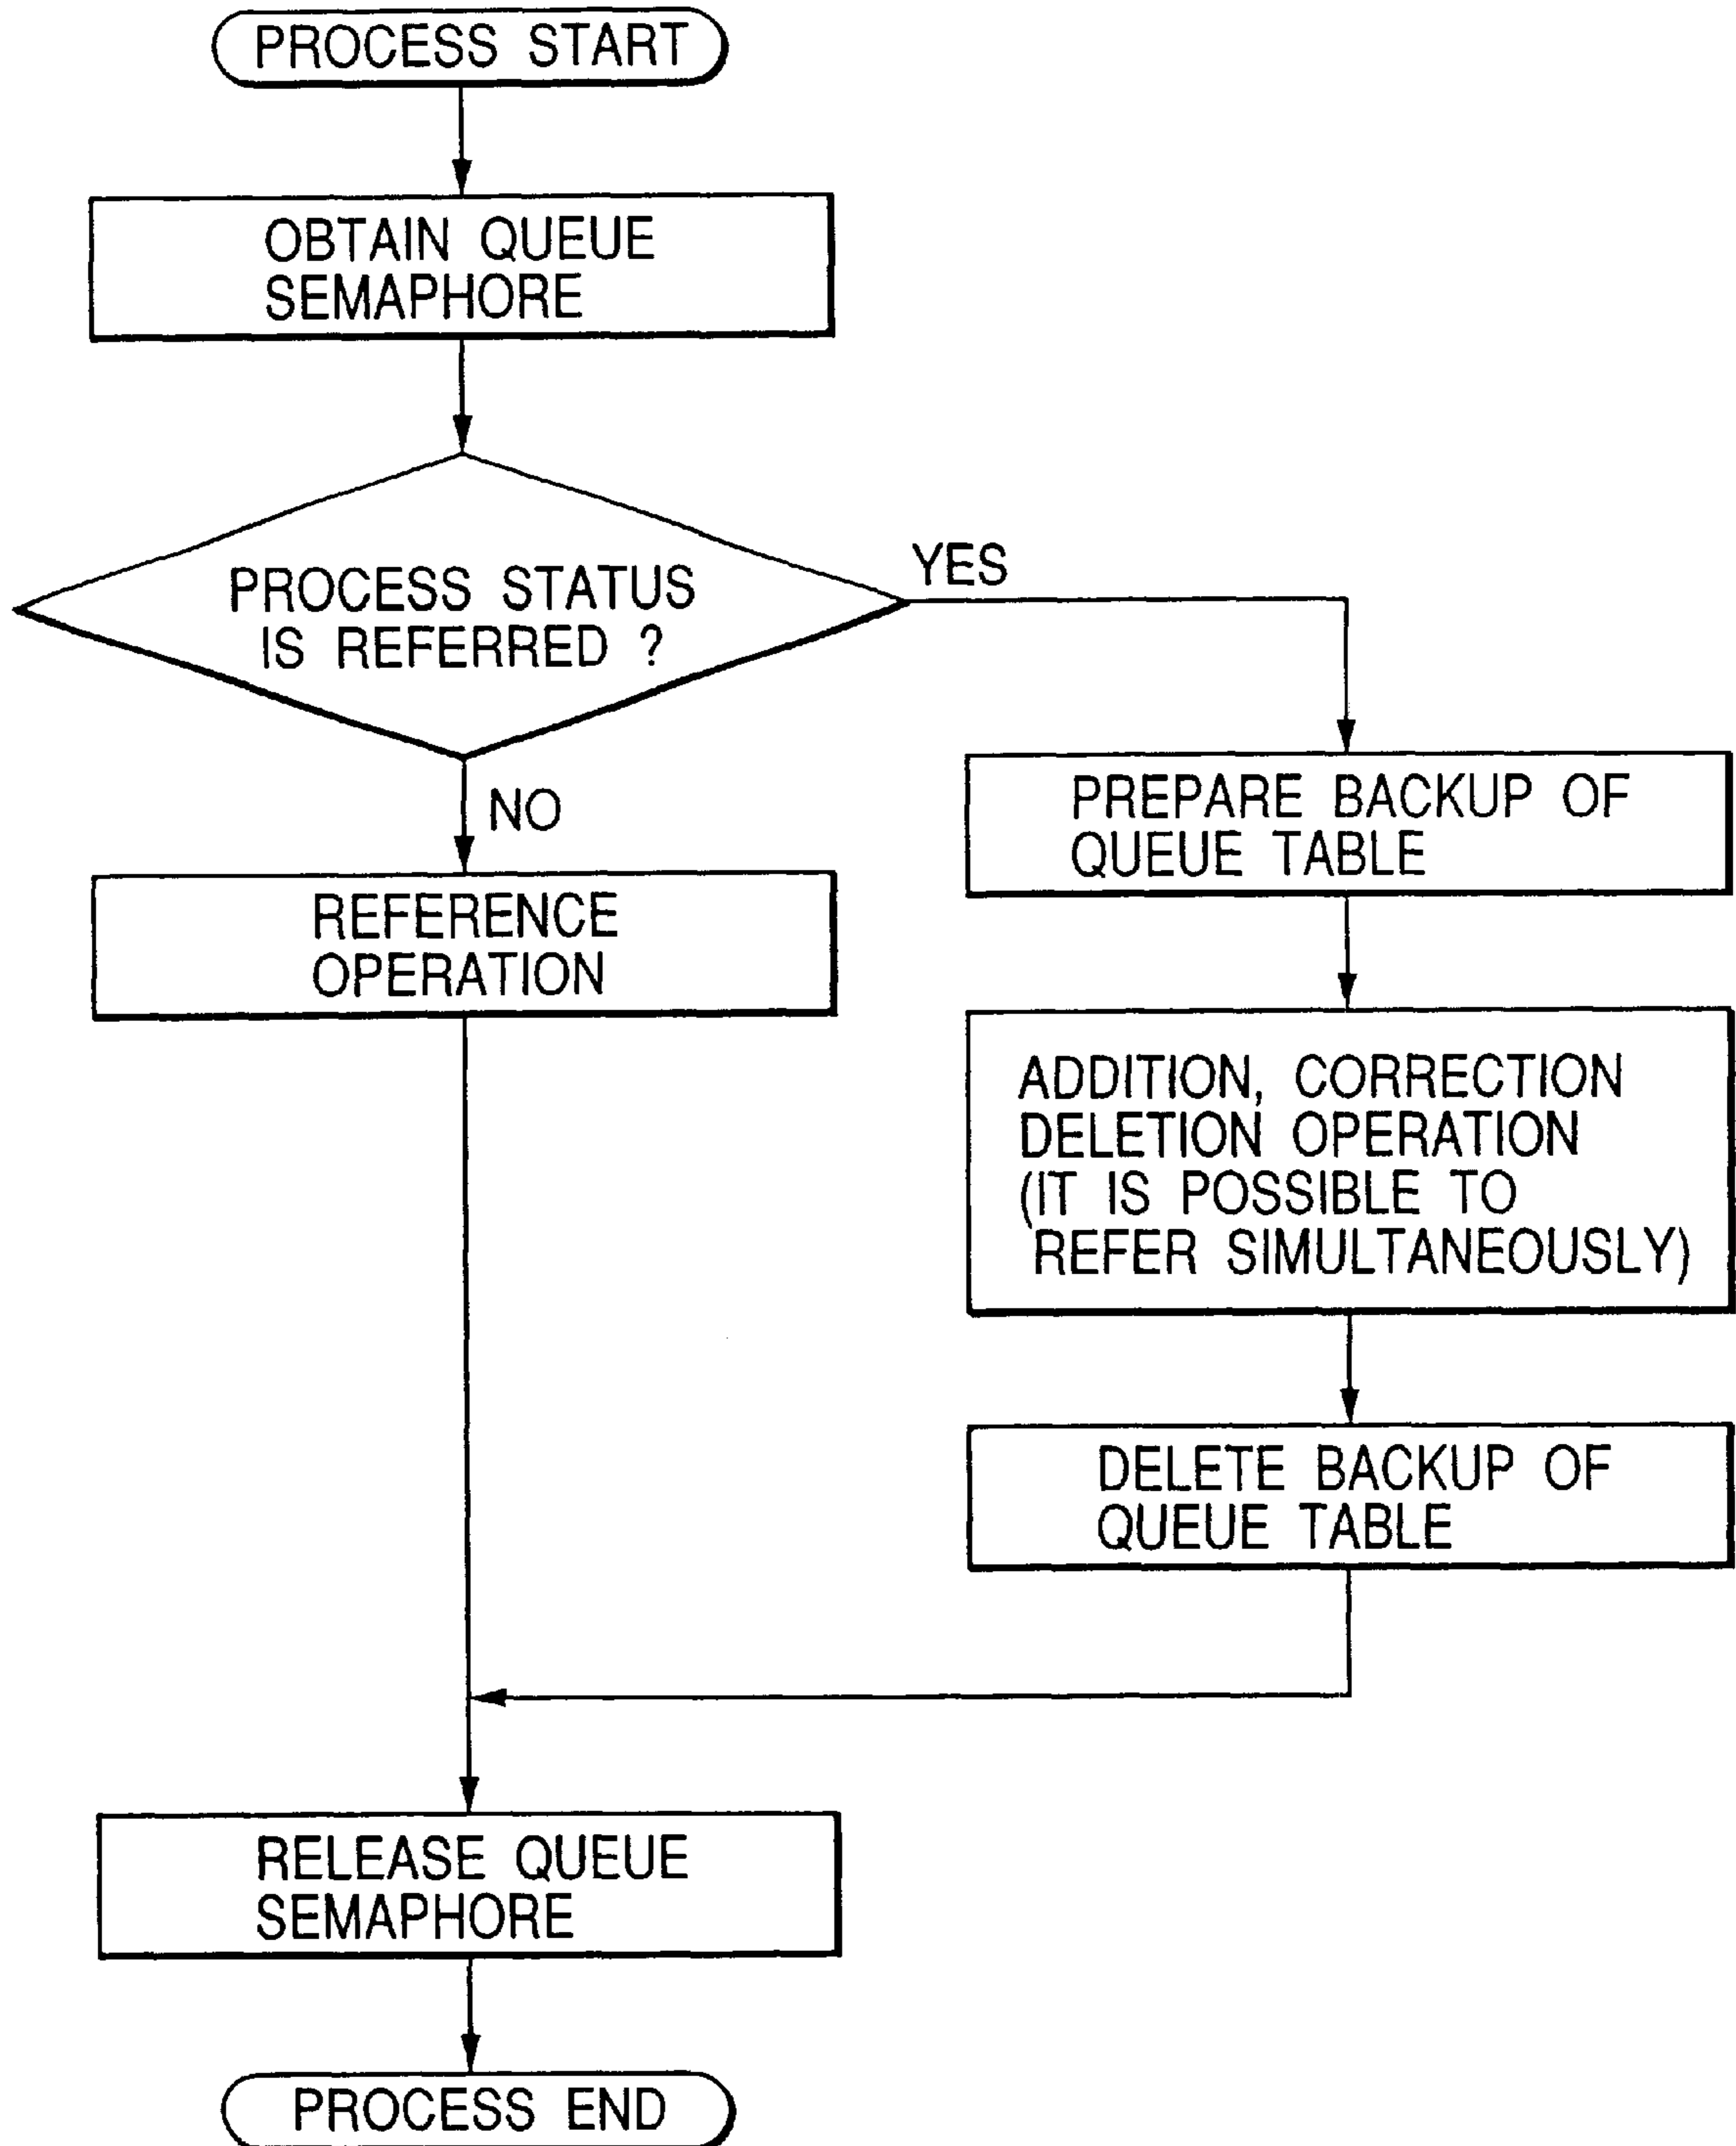 PROCESS START
OBTAIN QUEUE
SEMAPHORE
PROCESS STATUS
IS REFERRED ?
YES
NO
REFERENCE
OPERATION
PREPARE BACKUP OF
QUEUE TABLE
ADDITION, CORRECTION
DELETION OPERATION
(IT IS POSSIBLE TO
REFER SIMULTANEOUSLY)
DELETE BACKUP OF
QUEUE TABLE
RELEASE QUEUE
SEMAPHORE
PROCESS END